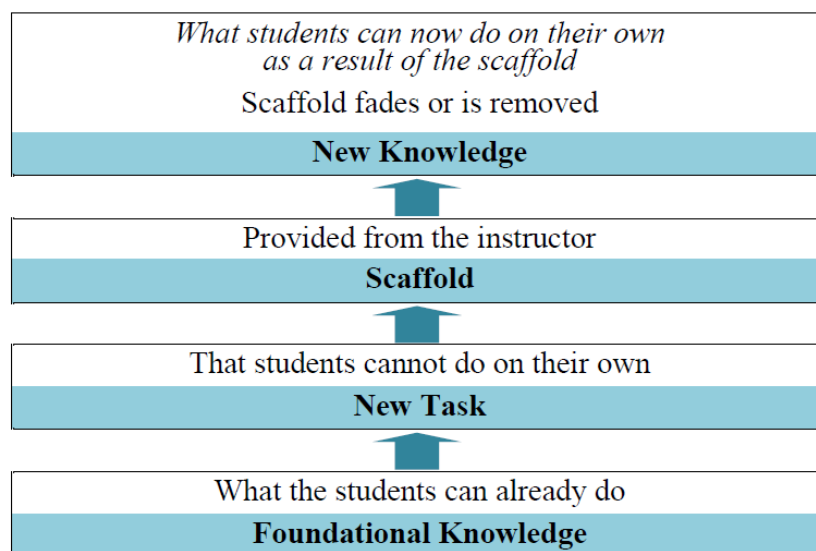 What students can now do on their own
as a result of the scaffold
Scaffold fades or is removed
New Knowledge
Provided from the instructor
Scaffold
That students cannot do on their own
New Task
What the students can already do
Foundational Knowledge